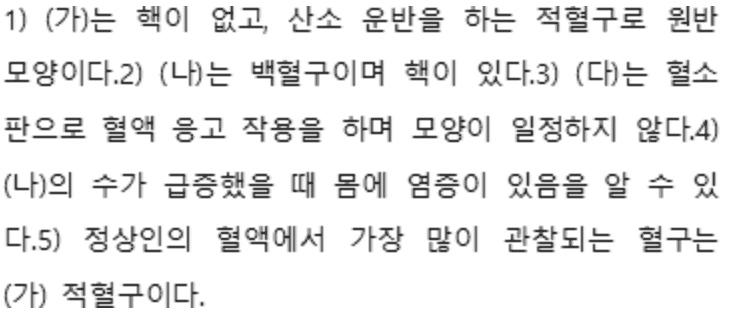 1) (가)는 핵이 없고, 산소 운반을 하는 적혈구로 원반
모양이다.2) (나)는 백혈구이며 핵이 있다.3) (다)는 혈소
판으로 혈액 응고 작용을 하며 모양이 일정하지 않다.4)
(나)의 수가 급증했을 때 몸에 염증이 있음을 알 수 있
다.5) 정상인의 혈액에서 가장 많이 관찰되는 혈구는
(가) 적혈구이다.